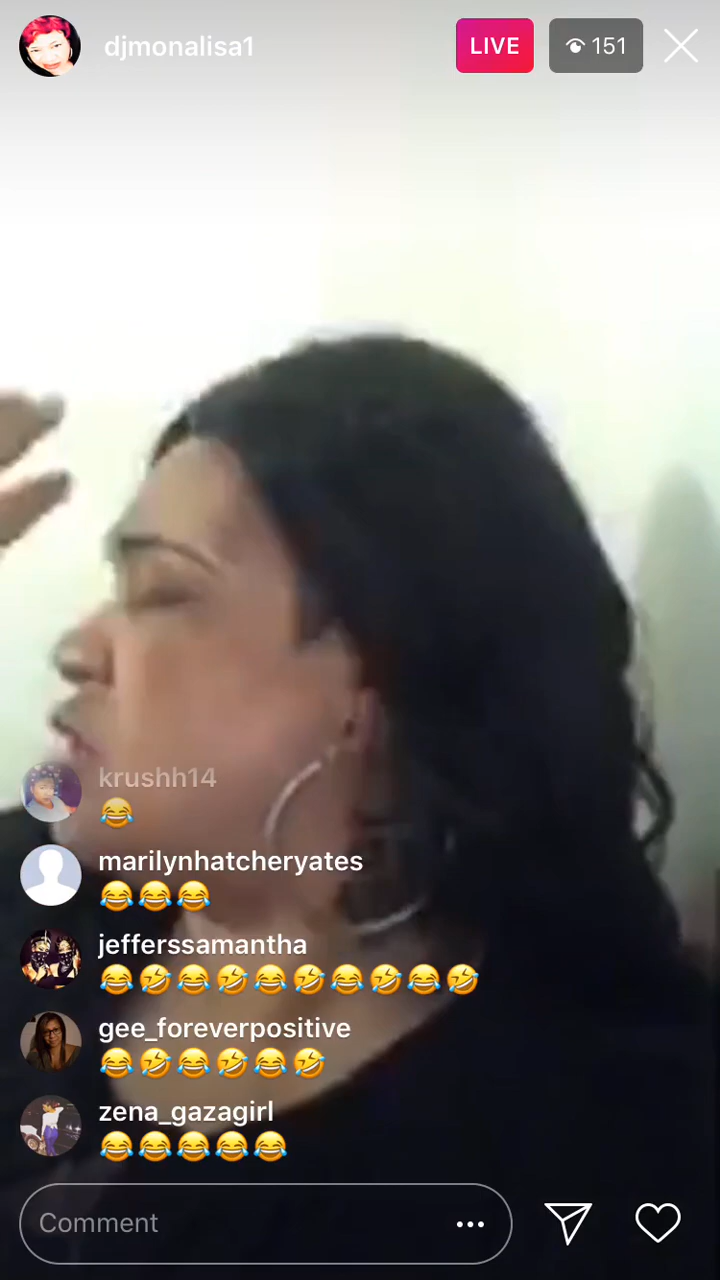 djmonalisa1
LIVE
151
krushh14
😂
marilynhatcheryates
😂😂😂
jefferssamantha
😂🤣😂🤣😂🤣😂🤣😂🤣
gee_foreverpositive
😂🤣😂🤣😂🤣
zena_gazagirl
😂😂😂😂😂
Comment